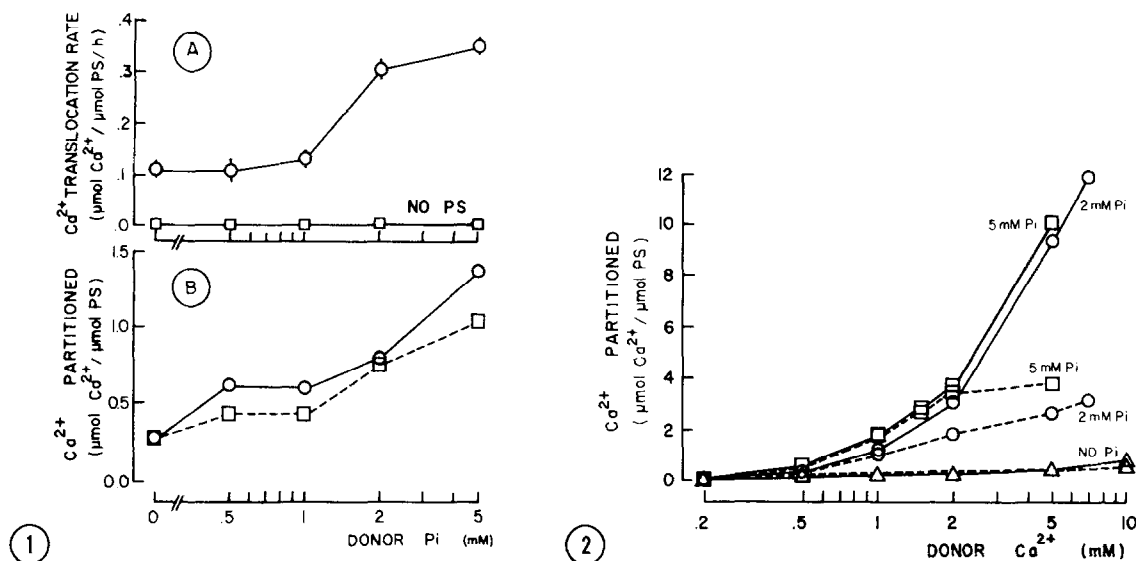 A
Ca2+ TRANSLOCATION RATE
(µmol Ca2+/ µmol PS/h)
.4
.3
.2
.1
.0
NO PS
B
Ca2+ PARTITIONED
(µmol Ca2+/ µmol PS)
1.5
1.0
0.5
0.0
0
.5
1
2
5
DONOR Pi (mM)
1
Ca2+ PARTITIONED
(µmol Ca2+/ µmol PS)
12
10
8
6
4
2
0
5 mM Pi
2 mM Pi
5 mM Pi
2 mM Pi
NO Pi
.2
.5
1
2
5
10
DONOR Ca2+ (mM)
2